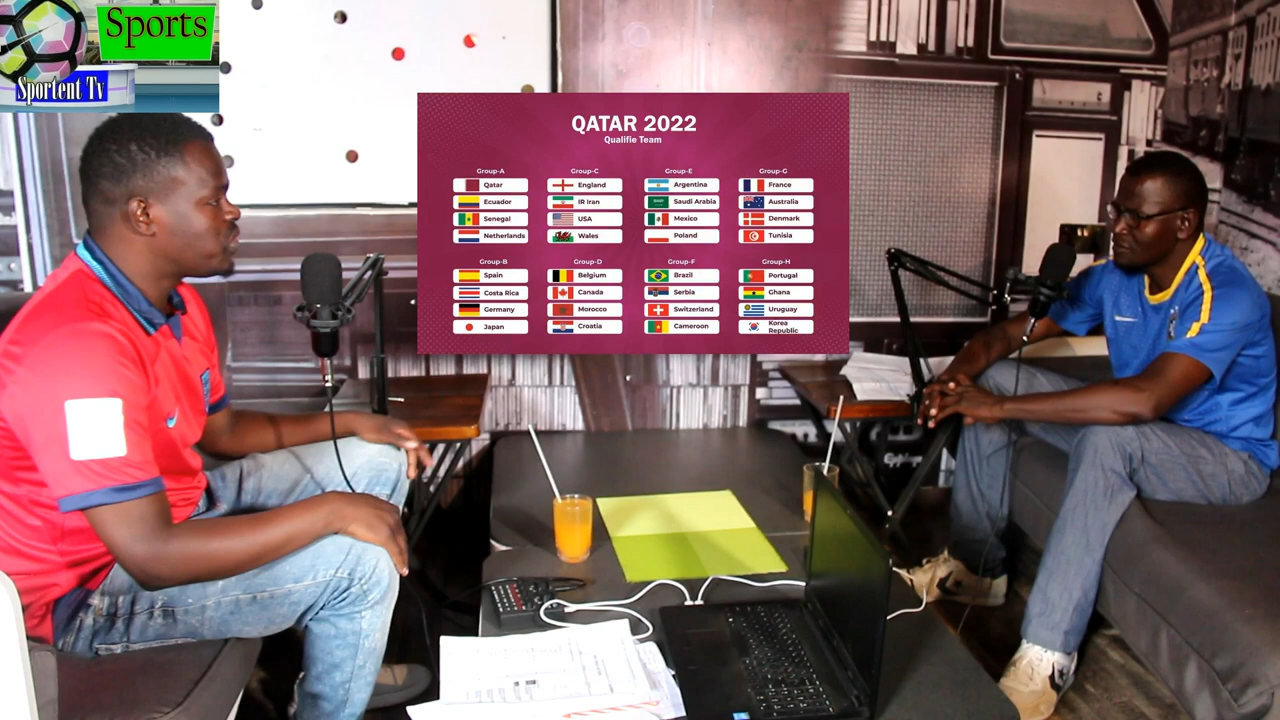 Sports
Sportent Tv
QATAR 2022
Qualifie Team
Group-A
Qatar
Ecuador
Senegal
Netherlands
Group-C
England
IR Iran
USA
Wales
Group-E
Argentina
Saudi Arabia
Mexico
Poland
Group-G
France
Australia
Denmark
Tunisia
Group-B
Spain
Costa Rica
Germany
Japan
Group-D
Belgium
Canada
Morocco
Croatia
Group-F
Brazil
Serbia
Switzerland
Cameroon
Group-H
Portugal
Ghana
Uruguay
Korea
Republic